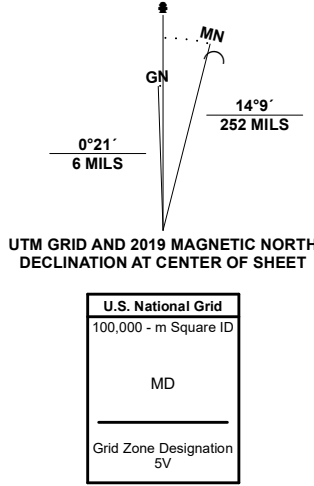 MN
GN
14°9´
252 MILS
0°21´
6 MILS
UTM GRID AND 2019 MAGNETIC NORTH
DECLINATION AT CENTER OF SHEET
U.S. National Grid
100,000 - m Square ID
MD
Grid Zone Designation
5V